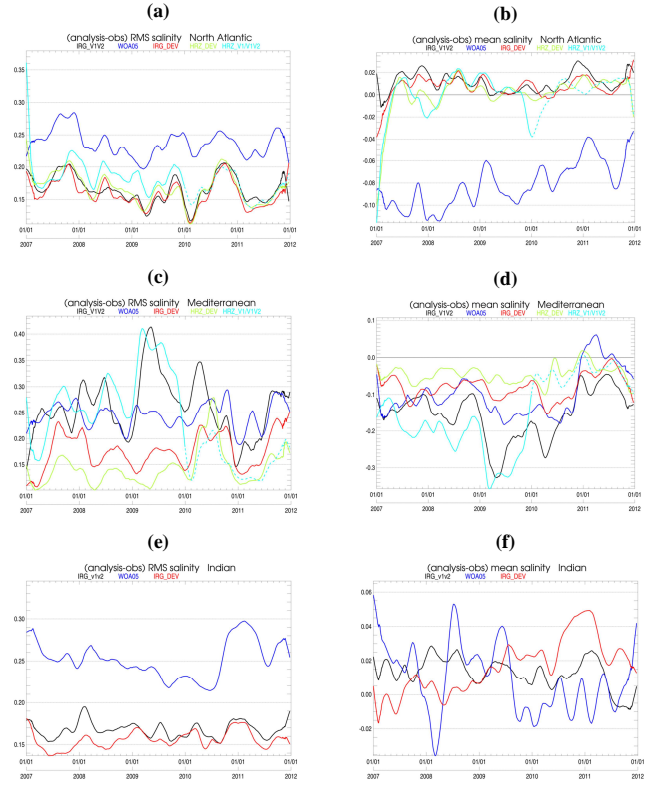 (a)
(analysis-obs) RMS salinity North Atlantic
IRG_V1V2 WOA05 IRG_DEV HRZ_DEV HRZ_V1/V1V2
0.35
0.30
0.25
0.20
0.15
01/01 01/01 01/01 01/01 01/01 01/01
2007 2008 2009 2010 2011 2012
(b)
(analysis-obs) mean salinity North Atlantic
IRG_V1V2 WOA05 IRG_DEV HRZ_DEV HRZ_V1/V1V2
0.02
0.00
-0.02
-0.04
-0.06
-0.08
-0.10
01/01 01/01 01/01 01/01 01/01 01/01
2007 2008 2009 2010 2011 2012
(c)
(analysis-obs) RMS salinity Mediterranean
IRG_V1V2 WOA05 IRG_DEV HRZ_DEV HRZ_V1/V1V2
0.40
0.35
0.30
0.25
0.20
0.15
01/01 01/01 01/01 01/01 01/01 01/01
2007 2008 2009 2010 2011 2012
(d)
(analysis-obs) mean salinity Mediterranean
IRG_V1V2 WOA05 IRG_DEV HRZ_DEV HRZ_V1/V1V2
0.1
0.0
-0.1
-0.2
-0.3
01/01 01/01 01/01 01/01 01/01 01/01
2007 2008 2009 2010 2011 2012
(e)
(analysis-obs) RMS salinity Indian
IRG_v1v2 WOA05 IRG_DEV
0.30
0.25
0.20
0.15
01/01 01/01 01/01 01/01 01/01 01/01
2007 2008 2009 2010 2011 2012
(f)
(analysis-obs) mean salinity Indian
IRG_v1v2 WOA05 IRG_DEV
0.06
0.04
0.02
0.00
-0.02
01/01 01/01 01/01 01/01 01/01 01/01
2007 2008 2009 2010 2011 2012